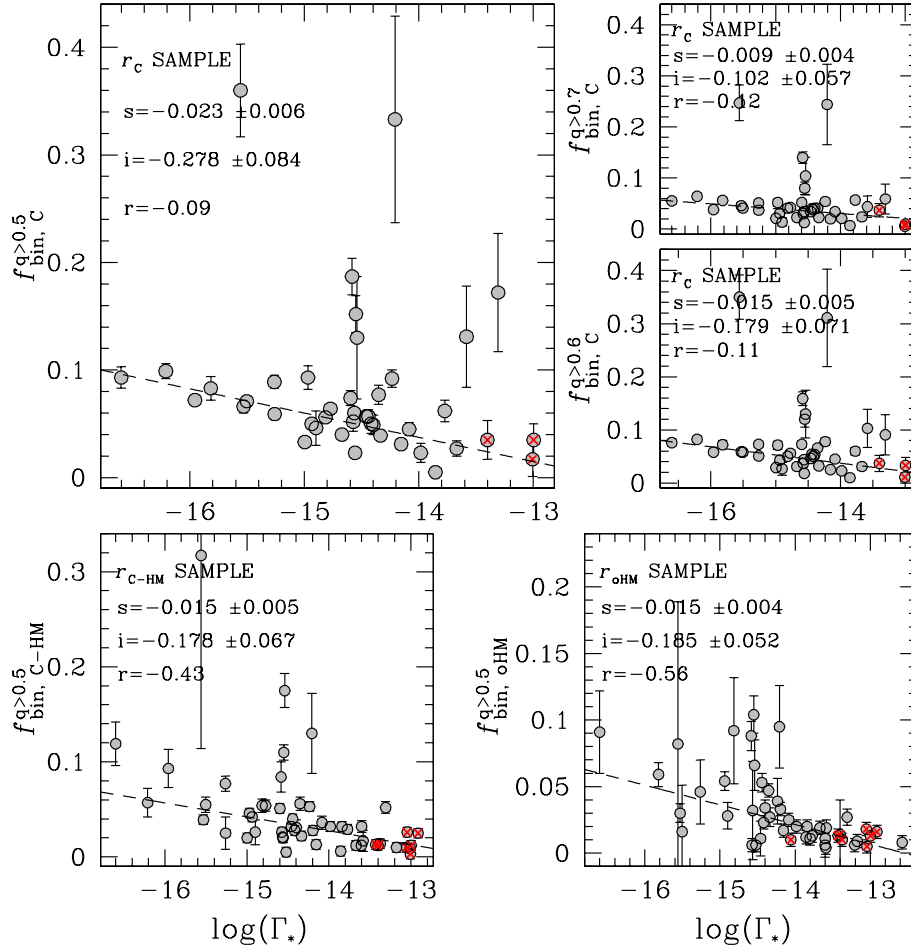 r_C SAMPLE
s=−0.023 ±0.006
i=−0.278 ±0.084
r=−0.09
0.4
0.3
0.2
0.1
0
f^{q>0.5}_{bin, C}
−16
−15
−14
−13
r_C SAMPLE
s=−0.009 ±0.004
i=−0.102 ±0.057
r=−0.12
0.4
0.3
0.2
0.1
0
f^{q>0.7}_{bin, C}
r_C SAMPLE
s=−0.015 ±0.005
i=−0.179 ±0.071
r=−0.11
0.4
0.3
0.2
0.1
0
f^{q>0.6}_{bin, C}
−16
−14
r_{C−HM} SAMPLE
s=−0.015 ±0.005
i=−0.178 ±0.067
r=−0.43
0.3
0.2
0.1
0
f^{q>0.5}_{bin, C−HM}
−16
−15
−14
−13
log(Γ_*)
r_{oHM} SAMPLE
s=−0.015 ±0.004
i=−0.185 ±0.052
r=−0.56
0.2
0.15
0.1
0.05
0
f^{q>0.5}_{bin, oHM}
−16
−15
−14
−13
log(Γ_*)